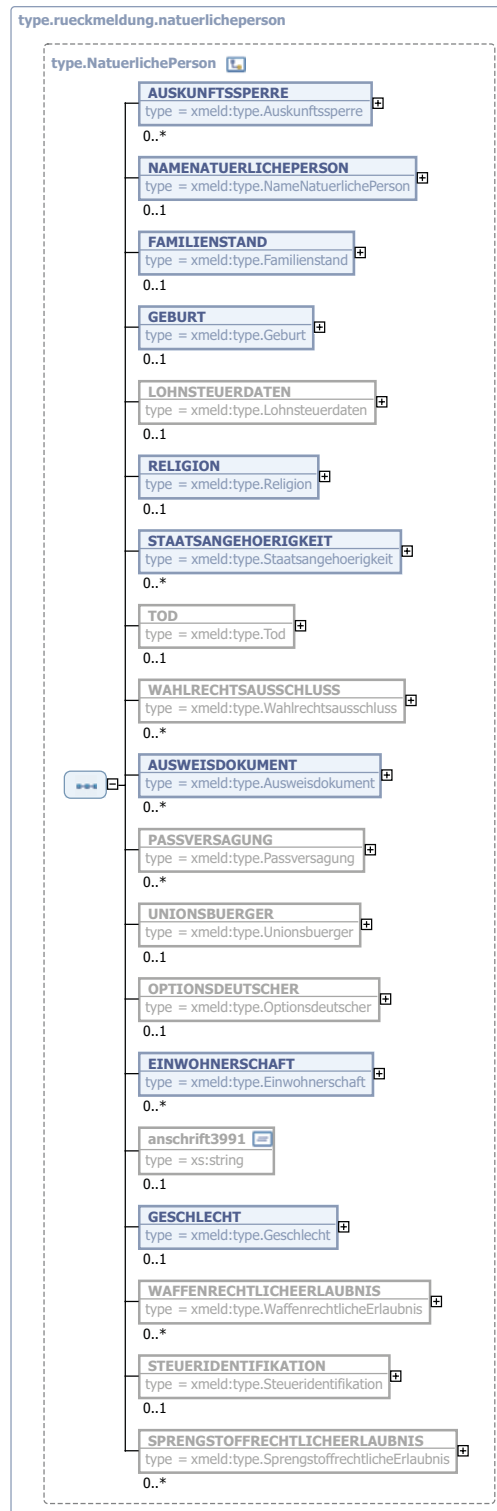 type.rueckmeldung.natuerlicheperson
type.NatuerlichePerson
AUSKUNFTSSPERRE
type = xmeld:type.Auskunftssperre
0..*
NAMENATUERLICHEPERSON
type = xmeld:type.NameNatuerlichePerson
0..1
FAMILIENSTAND
type = xmeld:type.Familienstand
0..1
GEBURT
type = xmeld:type.Geburt
0..1
LOHNSTEUERDATEN
type = xmeld:type.Lohnsteuerdaten
0..1
RELIGION
type = xmeld:type.Religion
0..1
STAATSANGEHOERIGKEIT
type = xmeld:type.Staatsangehoerigkeit
0..*
TOD
type = xmeld:type.Tod
0..1
WAHLRECHTSAUSSCHLUSS
type = xmeld:type.Wahlrechtsausschluss
0..*
AUSWEISDOKUMENT
type = xmeld:type.Ausweisdokument
0..*
PASSVERSAGUNG
type = xmeld:type.Passversagung
0..*
UNIONSBUERGER
type = xmeld:type.Unionsbuerger
0..1
OPTIONSDEUTSCHER
type = xmeld:type.Optionsdeutscher
0..1
EINWOHNERSCHAFT
type = xmeld:type.Einwohnerschaft
0..*
anschrift3991
type = xs:string
0..1
GESCHLECHT
type = xmeld:type.Geschlecht
0..1
WAFFENRECHTLICHEERLAUBNIS
type = xmeld:type.WaffenrechtlicheErlaubnis
0..*
STEUERIDENTIFIKATION
type = xmeld:type.Steueridentifikation
0..1
SPRENGSTOFFRECHTLICHEERLAUBNIS
type = xmeld:type.SprengstoffrechtlicheErlaubnis
0..*